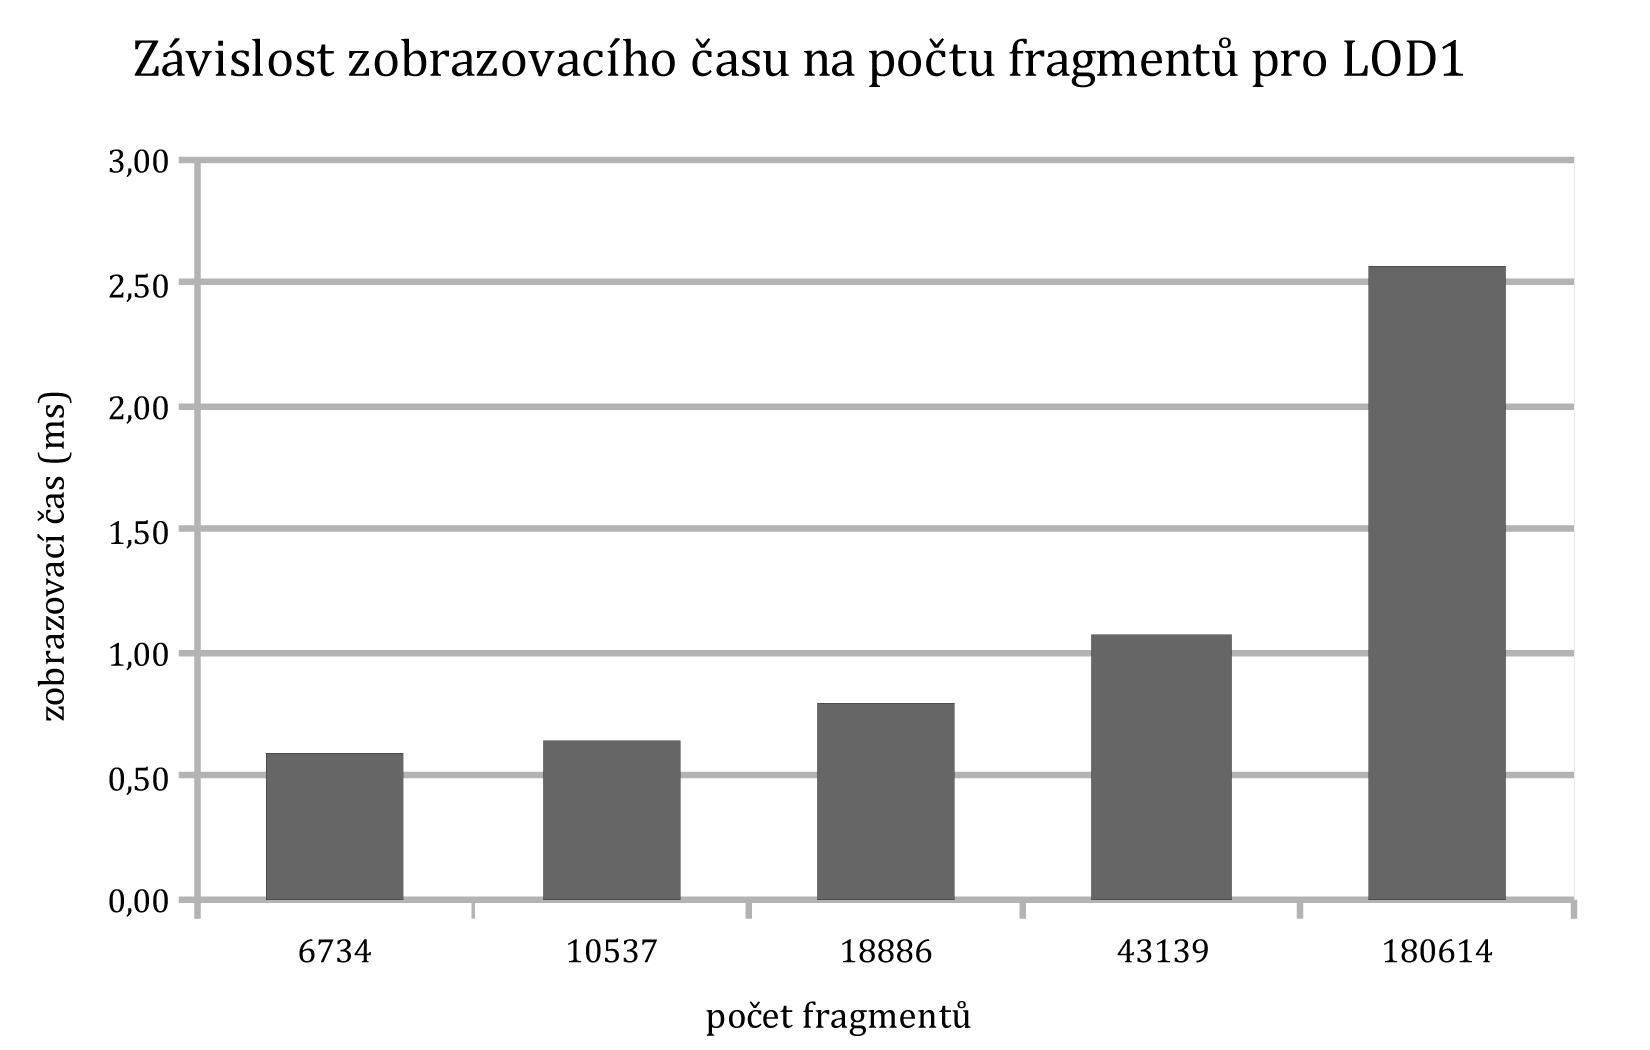 Závislost zobrazovacího času na počtu fragmentů pro LOD1
3,00
2,50
2,00
1,50
1,00
0,50
0,00
zobrazovací čas (ms)
6734 10537 18886 43139 180614
počet fragmentů